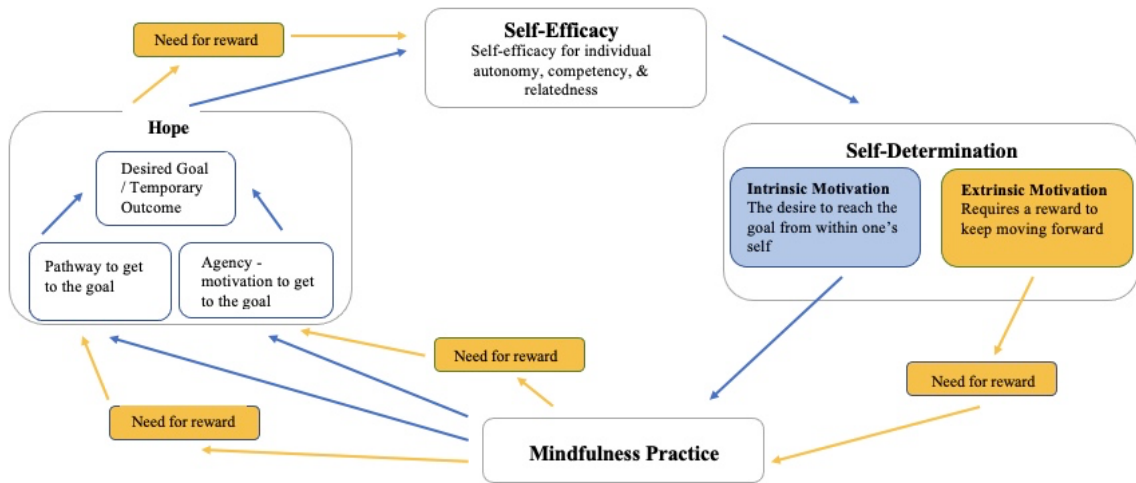 Need for reward
Self-Efficacy
Self-efficacy for individual
autonomy, competency, &
relatedness
Hope
Desired Goal
/ Temporary
Outcome
Pathway to get
to the goal
Agency -
motivation to get
to the goal
Self-Determination
Intrinsic Motivation
The desire to reach the
goal from within one's
self
Extrinsic Motivation
Requires a reward to
keep moving forward
Need for reward
Need for reward
Need for reward
Mindfulness Practice